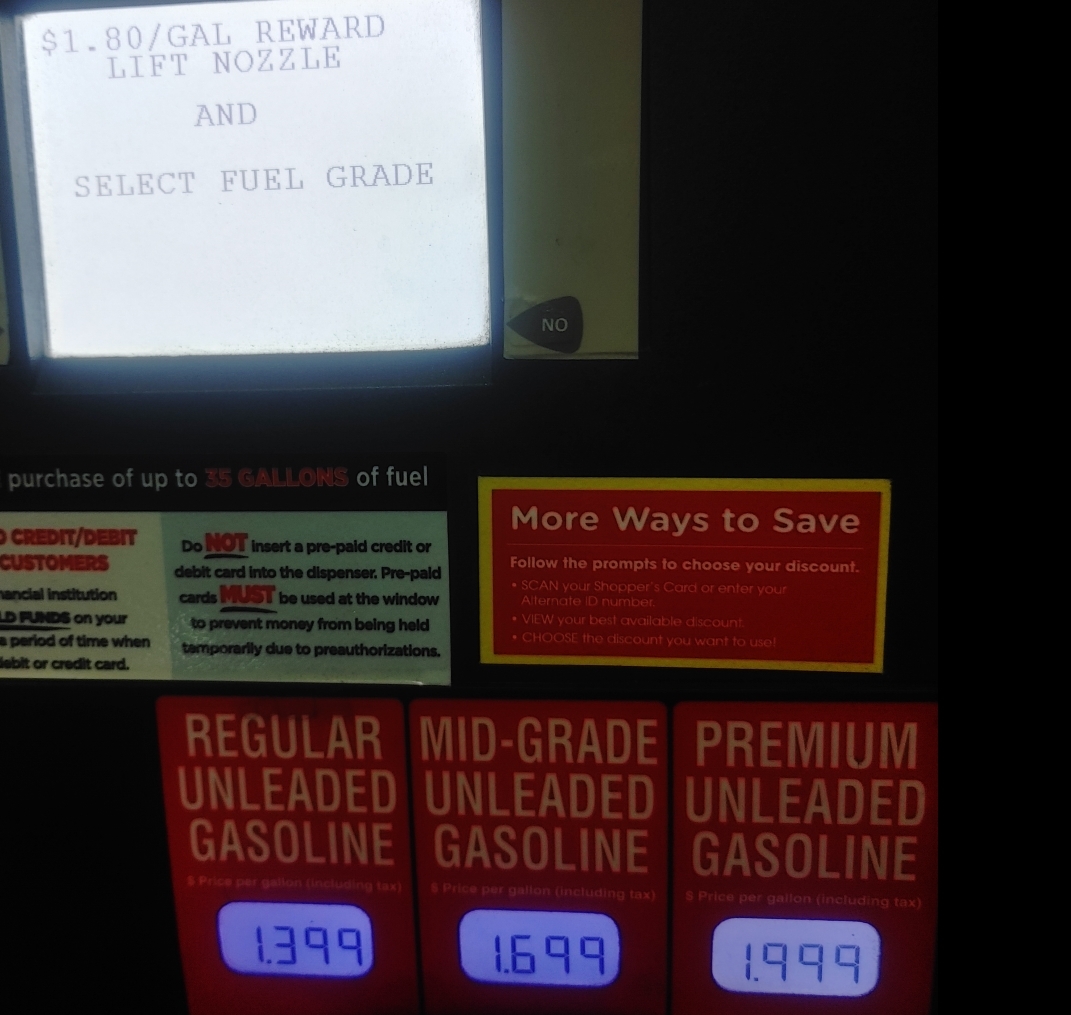 $1.80/GAL REWARD
LIFT NOZZLE
AND
SELECT FUEL GRADE
NO
purchase of up to 35 GALLONS of fuel
CREDIT/DEBIT
CUSTOMERS
institution
FUNDS on your
a period of time when
debit or credit card.
Do NOT insert a pre-paid credit or
debit card into the dispenser. Pre-paid
cards MUST be used at the window
to prevent money from being held
temporarily due to preauthorizations.
More Ways to Save
Follow the prompts to choose your discount.
• SCAN your Shopper's Card or enter your
Alternate ID number.
• VIEW your best available discount.
• CHOOSE the discount you want to use!
REGULAR
UNLEADED
GASOLINE
$ Price per gallon (including tax)
1.399
MID-GRADE
UNLEADED
GASOLINE
$ Price per gallon (including tax)
1.699
PREMIUM
UNLEADED
GASOLINE
$ Price per gallon (including tax)
1.999